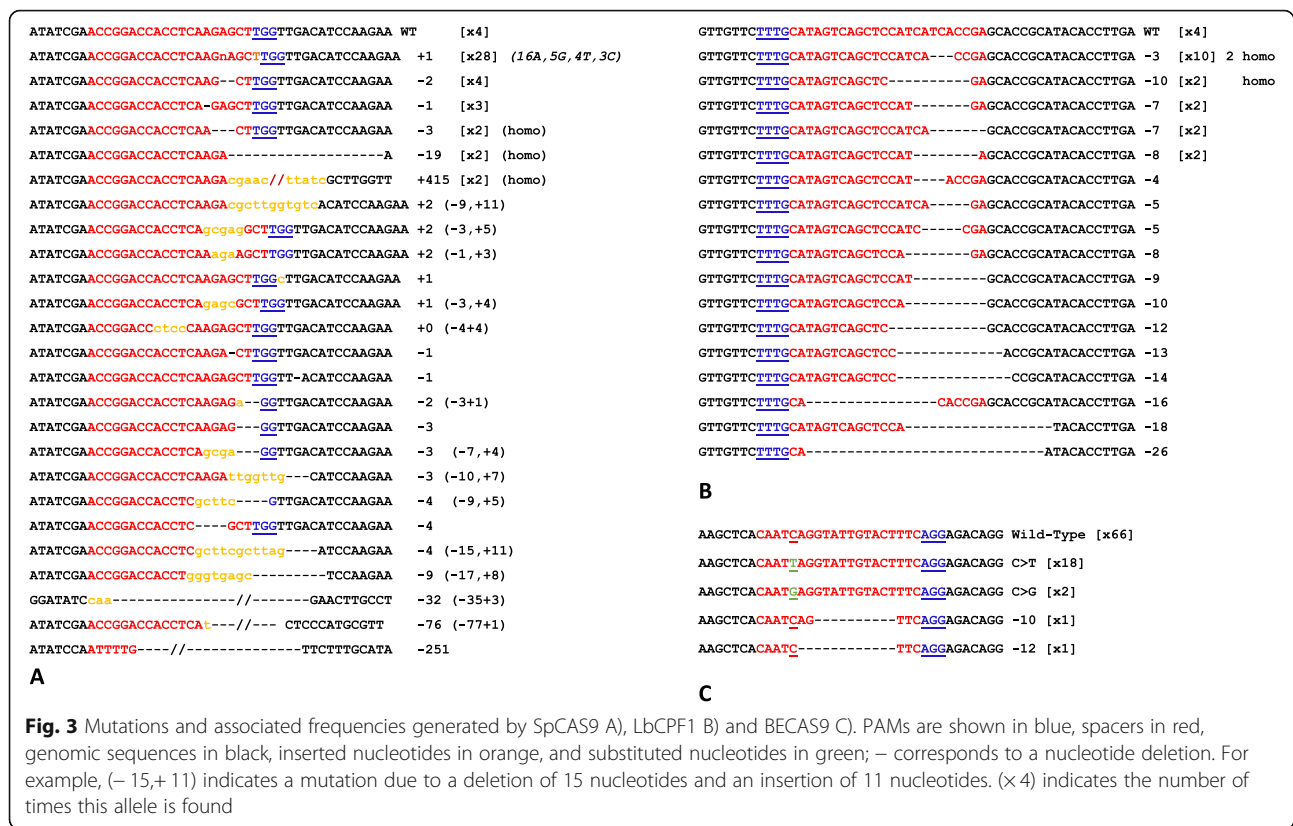 ATATCGAACCGGACCACCTCAAGAGCTTGGTTGACATCCAAGAA WT [x4]
ATATCGAACCGGACCACCTCAAGnAGCTTGGTTGACATCCAAGAA +1 [x28] (16A,5G,4T,3C)
ATATCGAACCGGACCACCTCAAG--CTTGGTTGACATCCAAGAA -2 [x4]
ATATCGAACCGGACCACCTCA-GAGCTTGGTTGACATCCAAGAA -1 [x3]
ATATCGAACCGGACCACCTCAA---CTTGGTTGACATCCAAGAA -3 [x2] (homo)
ATATCGAACCGGACCACCTCAAGA-------------------A -19 [x2] (homo)
ATATCGAACCGGACCACCTCAAGAcgaac//ttatcGCTTGGTT +415 [x2] (homo)
ATATCGAACCGGACCACCTCAAGAcgcttggtgtcACATCCAAGAA +2 (-9,+11)
ATATCGAACCGGACCACCTCAgcgagGCTTGGTTGACATCCAAGAA +2 (-3,+5)
ATATCGAACCGGACCACCTCAAagaAGCTTGGTTGACATCCAAGAA +2 (-1,+3)
ATATCGAACCGGACCACCTCAAGAGCTTGGcTTGACATCCAAGAA +1
ATATCGAACCGGACCACCTCAgagcGCTTGGTTGACATCCAAGAA +1 (-3,+4)
ATATCGAACCGGACCctccCAAGAGCTTGGTTGACATCCAAGAA +0 (-4+4)
ATATCGAACCGGACCACCTCAAGA-CTTGGTTGACATCCAAGAA -1
ATATCGAACCGGACCACCTCAAGAGCTTGGTT-ACATCCAAGAA -1
ATATCGAACCGGACCACCTCAAGAGa--GGTTGACATCCAAGAA -2 (-3+1)
ATATCGAACCGGACCACCTCAAGAG---GGTTGACATCCAAGAA -3
ATATCGAACCGGACCACCTCAgcga---GGTTGACATCCAAGAA -3 (-7,+4)
ATATCGAACCGGACCACCTCAAGAttggttg---CATCCAAGAA -3 (-10,+7)
ATATCGAACCGGACCACCTCgcttc----GTTGACATCCAAGAA -4 (-9,+5)
ATATCGAACCGGACCACCTC----GCTTGGTTGACATCCAAGAA -4
ATATCGAACCGGACCACCTCgcttcgcttag----ATCCAAGAA -4 (-15,+11)
ATATCGAACCGGACCACCTgggtgagc---------TCCAAGAA -9 (-17,+8)
GGATATCcaa---------------//-------GAACTTGCCT -32 (-35+3)
ATATCGAACCGGACCACCTCAt---//--- CTCCCATGCGTT -76 (-77+1)
ATATCCAATTTTG----//--------------TTCTTTGCATA -251
A
GTTGTTCTTTGCATAGTCAGCTCCATCATCACCGAGCACCGCATACACCTTGA WT [x4]
GTTGTTCTTTGCATAGTCAGCTCCATCA---CCGAGCACCGCATACACCTTGA -3 [x10] 2 homo
GTTGTTCTTTGCATAGTCAGCTC----------GAGCACCGCATACACCTTGA -10 [x2] homo
GTTGTTCTTTGCATAGTCAGCTCCAT-------GAGCACCGCATACACCTTGA -7 [x2]
GTTGTTCTTTGCATAGTCAGCTCCATCA-------GCACCGCATACACCTTGA -7 [x2]
GTTGTTCTTTGCATAGTCAGCTCCAT--------AGCACCGCATACACCTTGA -8 [x2]
GTTGTTCTTTGCATAGTCAGCTCCAT----ACCGAGCACCGCATACACCTTGA -4
GTTGTTCTTTGCATAGTCAGCTCCATCA-----GAGCACCGCATACACCTTGA -5
GTTGTTCTTTGCATAGTCAGCTCCATC-----CGAGCACCGCATACACCTTGA -5
GTTGTTCTTTGCATAGTCAGCTCCA--------GAGCACCGCATACACCTTGA -8
GTTGTTCTTTGCATAGTCAGCTCCAT---------GCACCGCATACACCTTGA -9
GTTGTTCTTTGCATAGTCAGCTCCA----------GCACCGCATACACCTTGA -10
GTTGTTCTTTGCATAGTCAGCTC------------GCACCGCATACACCTTGA -12
GTTGTTCTTTGCATAGTCAGCTCC-------------ACCGCATACACCTTGA -13
GTTGTTCTTTGCATAGTCAGCTCC--------------CCGCATACACCTTGA -14
GTTGTTCTTTGCA----------------CACCGAGCACCGCATACACCTTGA -16
GTTGTTCTTTGCATAGTCAGCTCCA------------------TACACCTTGA -18
GTTGTTCTTTGCA-----------------------------ATACACCTTGA -26
B
AAGCTCACAATCAGGTATTGTACTTTCAGGAGACAGG Wild-Type [x66]
AAGCTCACAATTAGGTATTGTACTTTCAGGAGACAGG C>T [x18]
AAGCTCACAATGAGGTATTGTACTTTCAGGAGACAGG C>G [x2]
AAGCTCACAATCAG----------TTCAGGAGACAGG -10 [x1]
AAGCTCACAATC------------TTCAGGAGACAGG -12 [x1]
C
Fig. 3 Mutations and associated frequencies generated by SpCAS9 A), LbCPF1 B) and BECAS9 C). PAMs are shown in blue, spacers in red,
genomic sequences in black, inserted nucleotides in orange, and substituted nucleotides in green; – corresponds to a nucleotide deletion. For
example, (− 15,+ 11) indicates a mutation due to a deletion of 15 nucleotides and an insertion of 11 nucleotides. (× 4) indicates the number of
times this allele is found